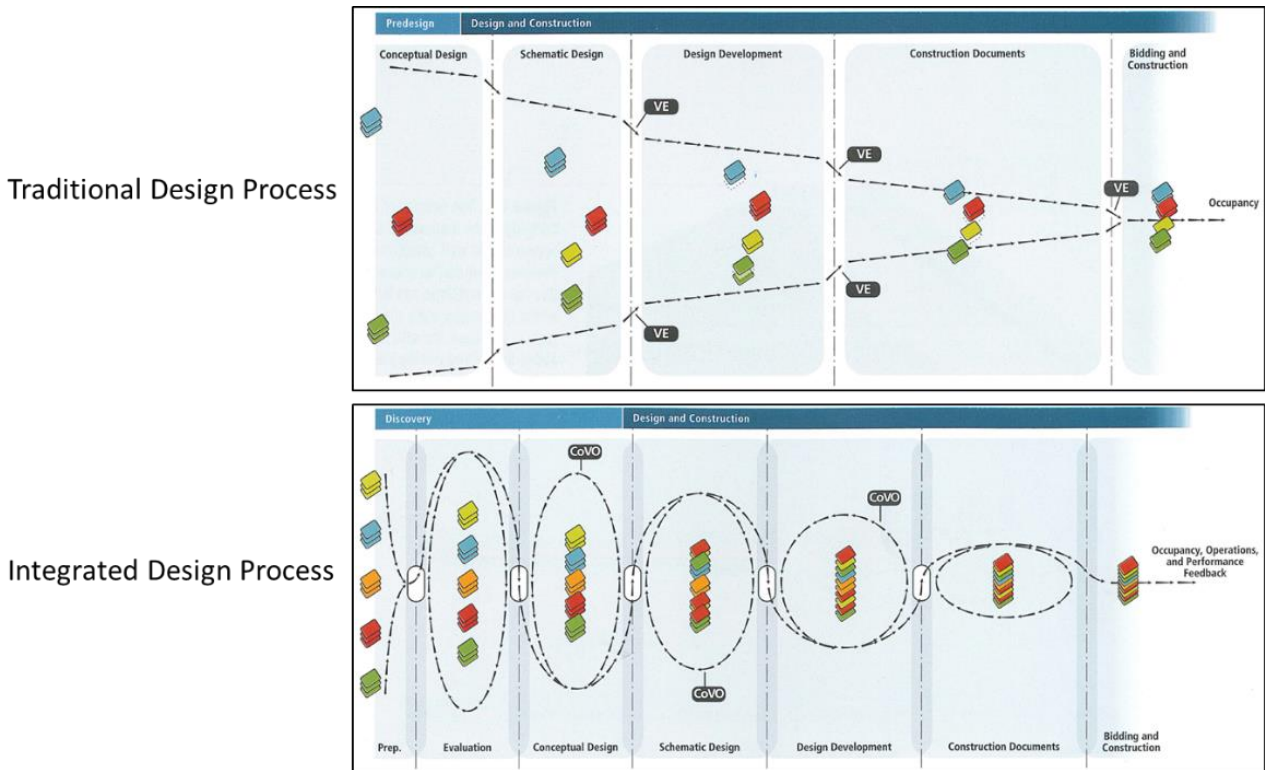 Traditional Design Process
Predesign
Design and Construction
Conceptual Design
Schematic Design
Design Development
Construction Documents
Bidding and
Construction
VE
VE
VE
Occupancy
VE
VE
Integrated Design Process
Discovery
Design and Construction
CoVO
CoVO
Occupancy, Operations,
and Performance
Feedback
CoVO
Prep.
Evaluation
Conceptual Design
Schematic Design
Design Development
Construction Documents
Bidding and
Construction